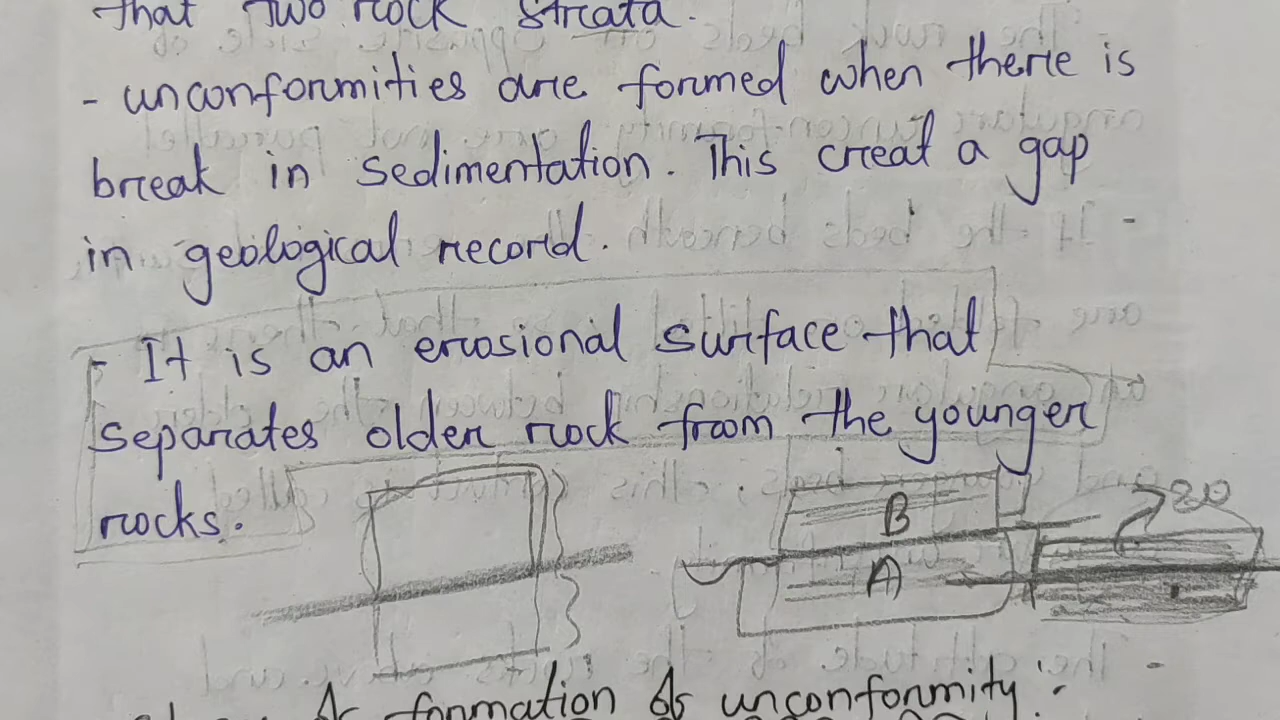 that two rock strata.
- unconformities are formed when there is
break in sedimentation. This creat a gap
in geological record.
- It is an erosional surface that
separates older rock from the younger
rocks.
B
A
formation of unconformity :-